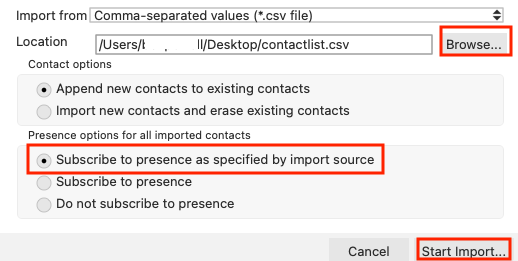 Import from Comma-separated values (*.csv file)
Location /Users/ /Desktop/contactlist.csv Browse...
Contact options
Append new contacts to existing contacts
Import new contacts and erase existing contacts
Presence options for all imported contacts
Subscribe to presence as specified by import source
Subscribe to presence
Do not subscribe to presence
Cancel Start Import...